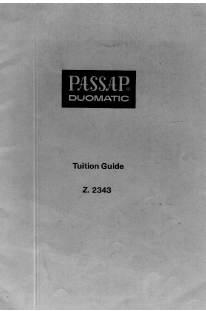 PASSAP®
DUOMATIC
Tuition Guide
Z. 2343